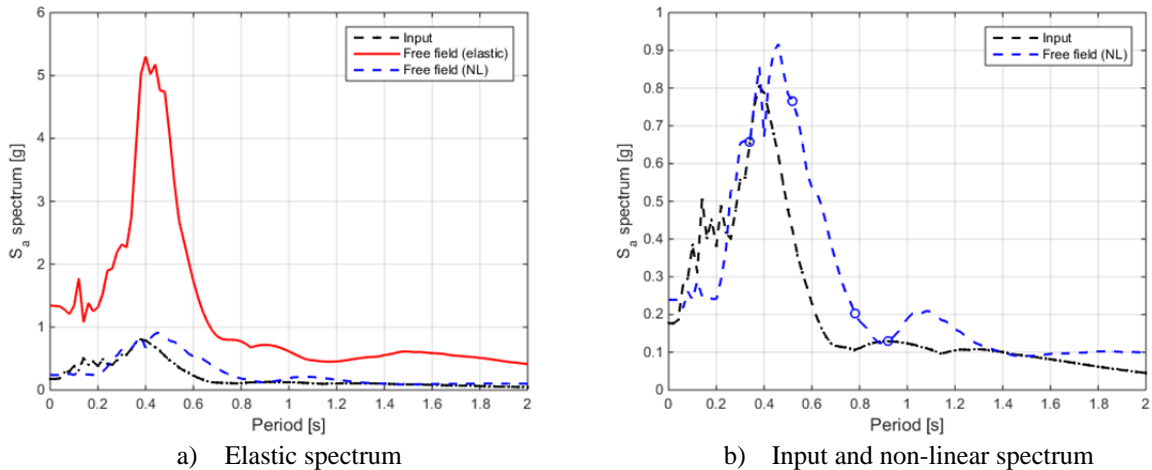 6
5
4
3
2
1
0
S_a spectrum [g]
0 0.2 0.4 0.6 0.8 1 1.2 1.4 1.6 1.8 2
Period [s]
Input
Free field (elastic)
Free field (NL)
a) Elastic spectrum
1
0.9
0.8
0.7
0.6
0.5
0.4
0.3
0.2
0.1
0
S_a spectrum [g]
0 0.2 0.4 0.6 0.8 1 1.2 1.4 1.6 1.8 2
Period [s]
Input
Free field (NL)
b) Input and non-linear spectrum